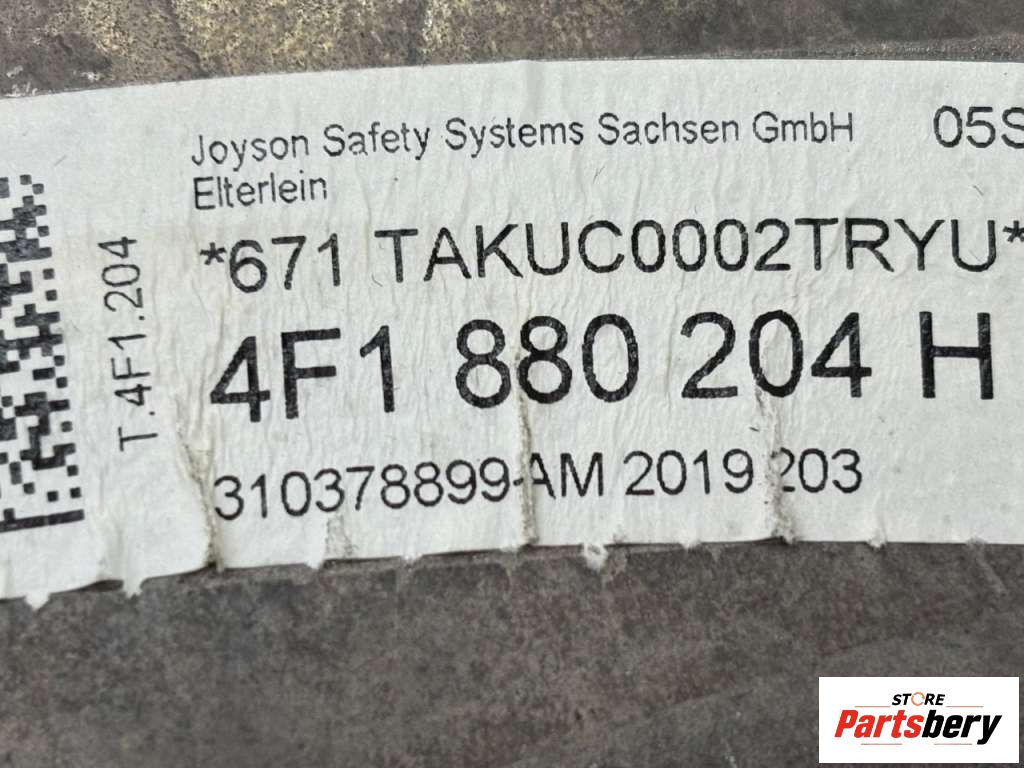 Joyson Safety Systems Sachsen GmbH
05S
Elterlein
*671 TAKUC0002TRYU*
T.4F1.204
4F1 880 204 H
310378899-AM 2019 203
STORE
Partsbery